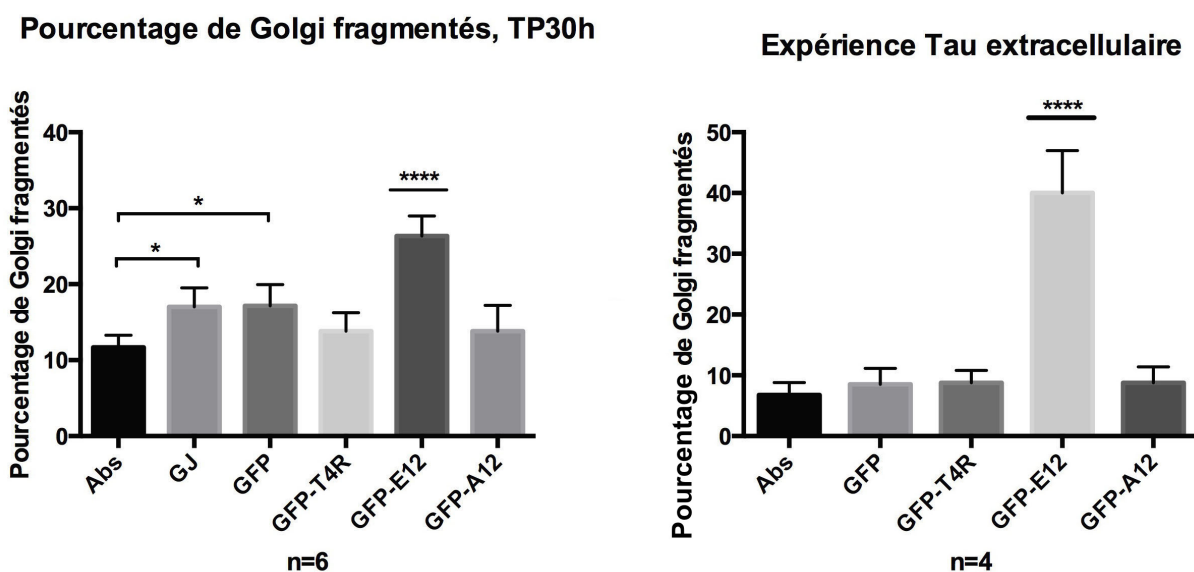 Pourcentage de Golgi fragmentés, TP30h
Pourcentage de Golgi fragmentés
40
30
20
10
0
*
*
****
Abs
GJ
GFP
GFP-T4R
GFP-E12
GFP-A12
n=6
Expérience Tau extracellulaire
Pourcentage de Golgi fragmentés
50
40
30
20
10
0
****
Abs
GFP
GFP-T4R
GFP-E12
GFP-A12
n=4